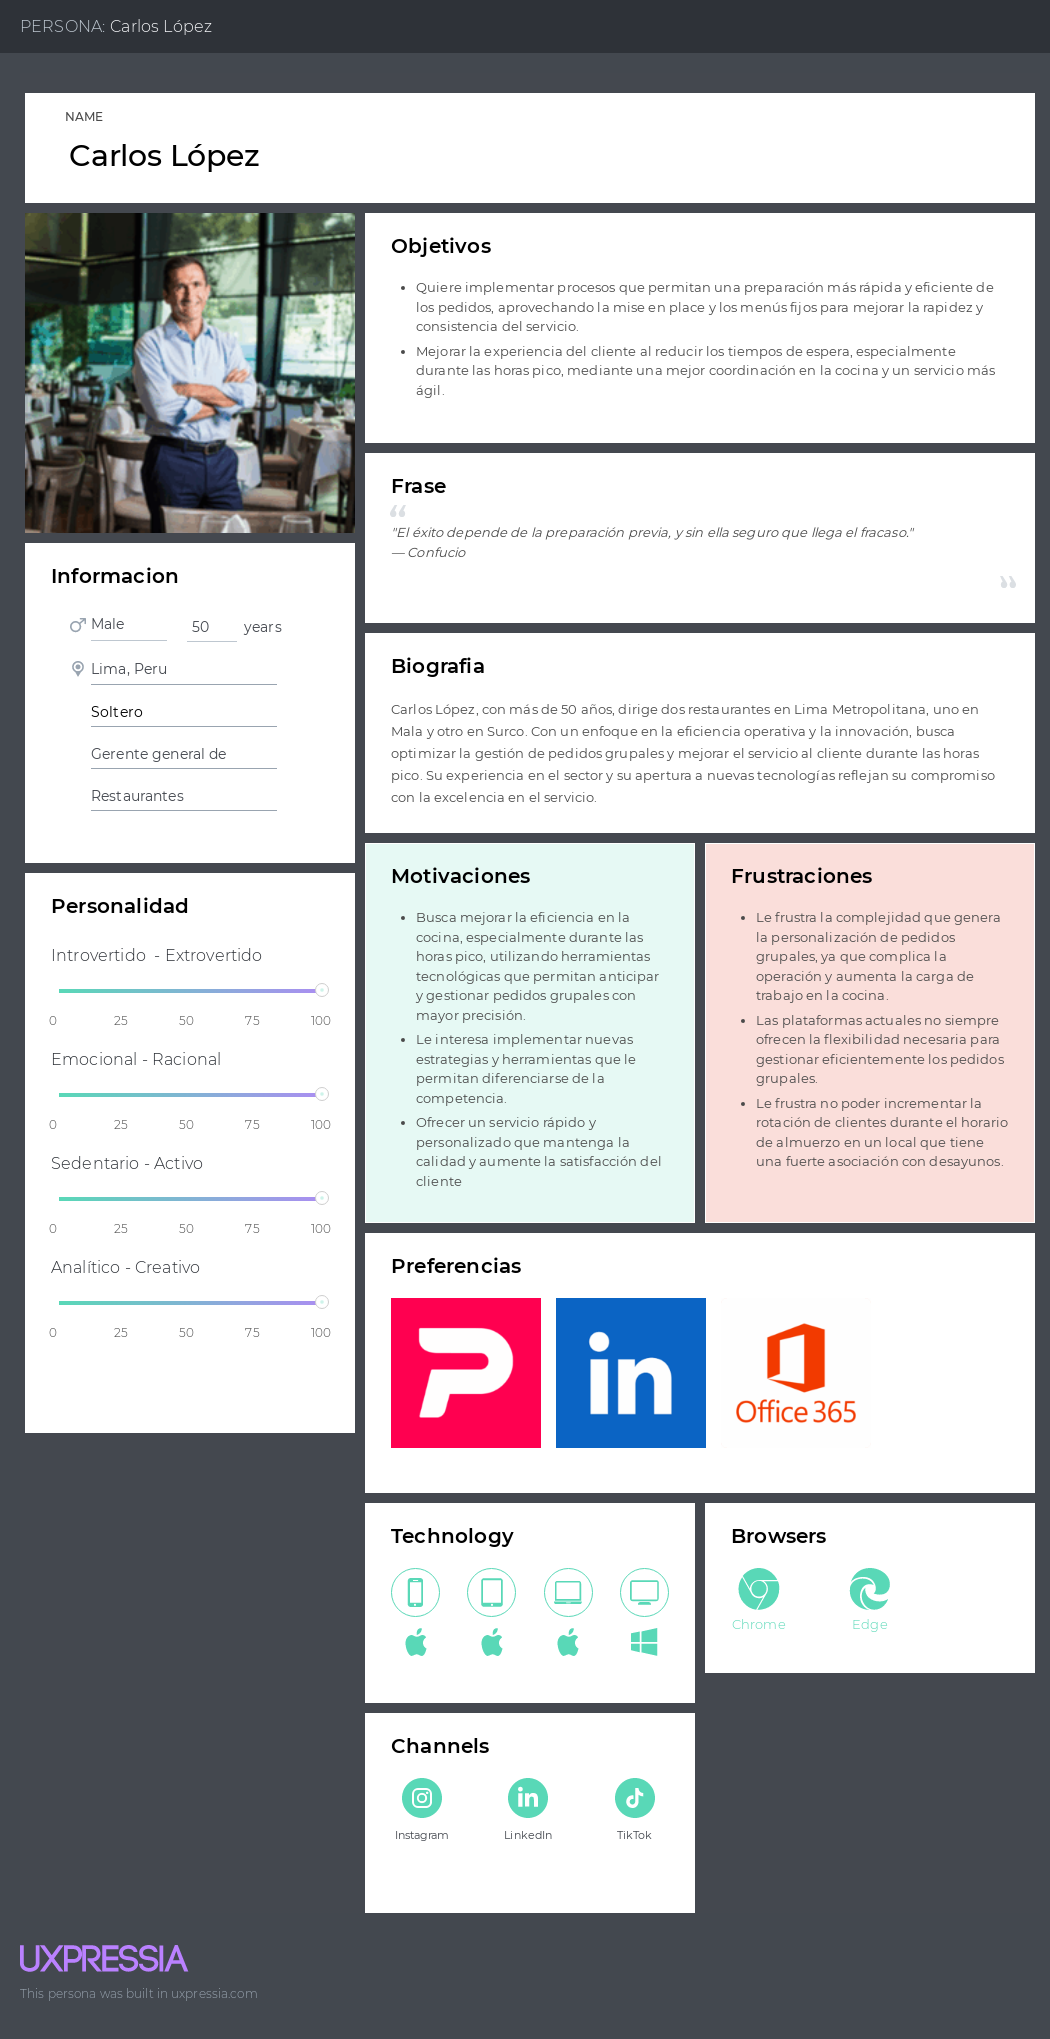 PERSONA: Carlos López
NAME
Carlos López
Objetivos
Quiere implementar procesos que permitan una preparación más rápida y eficiente de
los pedidos, aprovechando la mise en place y los menús fijos para mejorar la rapidez y
consistencia del servicio.
Mejorar la experiencia del cliente al reducir los tiempos de espera, especialmente
durante las horas pico, mediante una mejor coordinación en la cocina y un servicio más
ágil.
Frase
"El éxito depende de la preparación previa, y sin ella seguro que llega el fracaso."
— Confucio
Informacion
Male 50 years
Lima, Peru
Soltero
Gerente general de
Restaurantes
Biografia
Carlos López, con más de 50 años, dirige dos restaurantes en Lima Metropolitana, uno en
Mala y otro en Surco. Con un enfoque en la eficiencia operativa y la innovación, busca
optimizar la gestión de pedidos grupales y mejorar el servicio al cliente durante las horas
pico. Su experiencia en el sector y su apertura a nuevas tecnologías reflejan su compromiso
con la excelencia en el servicio.
Personalidad
Introvertido - Extrovertido
0 25 50 75 100
Emocional - Racional
0 25 50 75 100
Sedentario - Activo
0 25 50 75 100
Analítico - Creativo
0 25 50 75 100
Motivaciones
Busca mejorar la eficiencia en la
cocina, especialmente durante las
horas pico, utilizando herramientas
tecnológicas que permitan anticipar
y gestionar pedidos grupales con
mayor precisión.
Le interesa implementar nuevas
estrategias y herramientas que le
permitan diferenciarse de la
competencia.
Ofrecer un servicio rápido y
personalizado que mantenga la
calidad y aumente la satisfacción del
cliente
Frustraciones
Le frustra la complejidad que genera
la personalización de pedidos
grupales, ya que complica la
operación y aumenta la carga de
trabajo en la cocina.
Las plataformas actuales no siempre
ofrecen la flexibilidad necesaria para
gestionar eficientemente los pedidos
grupales.
Le frustra no poder incrementar la
rotación de clientes durante el horario
de almuerzo en un local que tiene
una fuerte asociación con desayunos.
Preferencias
P
in
Office 365
Technology
Browsers
Chrome Edge
Channels
in
Instagram LinkedIn TikTok
UXPRESSIA
This persona was built in uxpressia.com